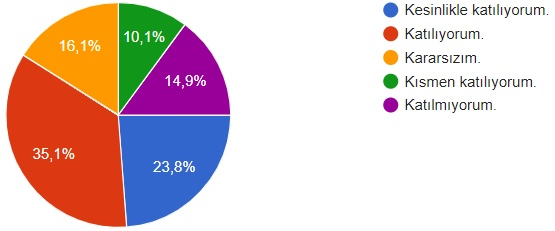 16,1%
10,1%
14,9%
35,1%
23,8%
Kesinlikle katılıyorum.
Katılıyorum.
Kararsızım.
Kısmen katılıyorum.
Katılmıyorum.